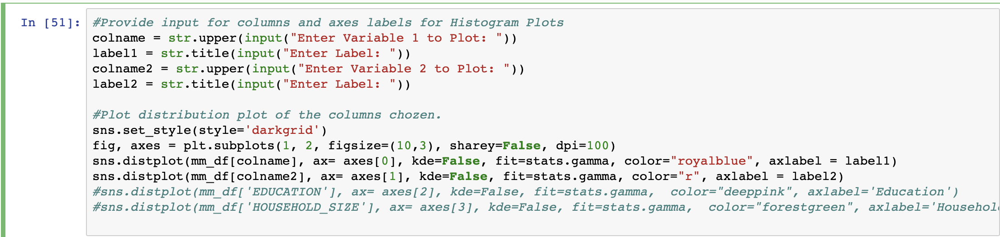 In [51]:
#Provide input for columns and axes labels for Histogram Plots
colname = str.upper(input("Enter Variable 1 to Plot: "))
label1 = str.title(input("Enter Label: "))
colname2 = str.upper(input("Enter Variable 2 to Plot: "))
label2 = str.title(input("Enter Label: "))

#Plot distribution plot of the columns chozen.
sns.set_style(style='darkgrid')
fig, axes = plt.subplots(1, 2, figsize=(10,3), sharey=False, dpi=100)
sns.distplot(mm_df[colname], ax= axes[0], kde=False, fit=stats.gamma, color="royalblue", axlabel = label1)
sns.distplot(mm_df[colname2], ax= axes[1], kde=False, fit=stats.gamma, color="r", axlabel = label2)
#sns.distplot(mm_df['EDUCATION'], ax= axes[2], kde=False, fit=stats.gamma,  color="deeppink", axlabel='Education')
#sns.distplot(mm_df['HOUSEHOLD_SIZE'], ax= axes[3], kde=False, fit=stats.gamma,  color="forestgreen", axlabel='Househol